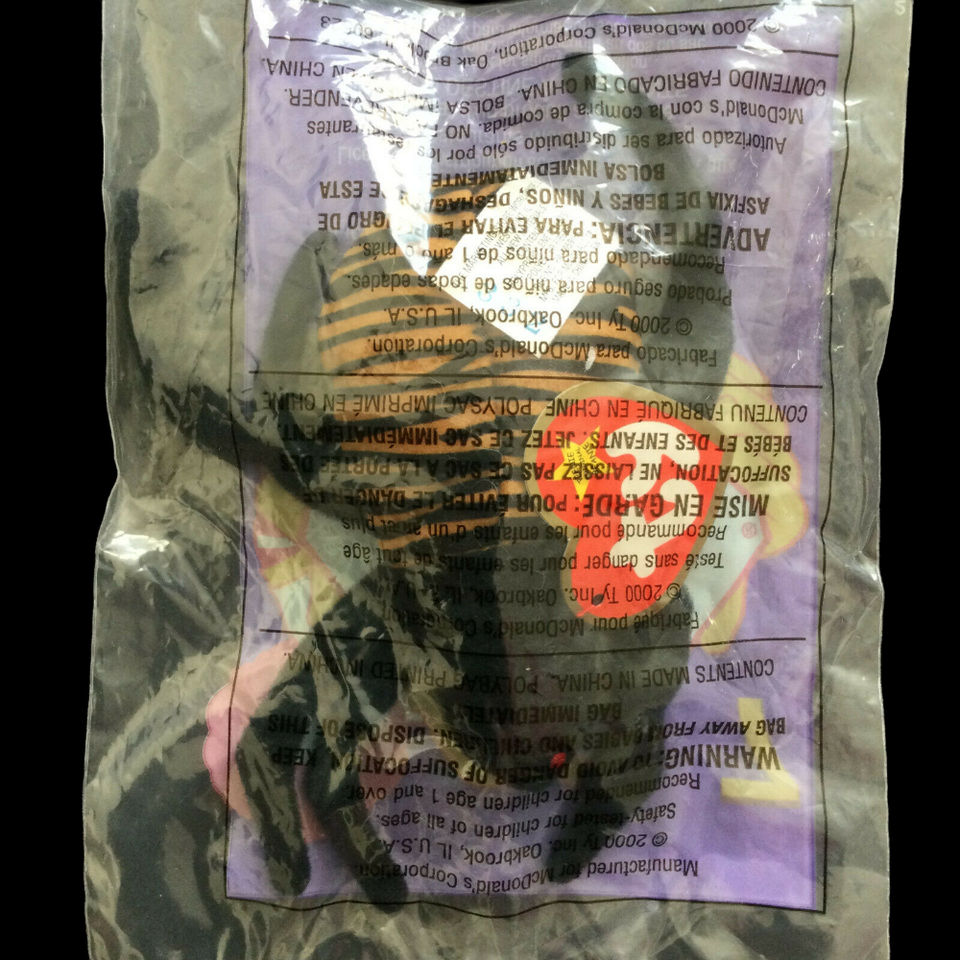 Manufactured for McDonald's Corporation.
© 2000 Ty Inc. Oakbrook, IL U.S.A.
Safety-tested for children of all ages.
Recommended for children age 1 and over.
WARNING: TO AVOID DANGER OF SUFFOCATION, KEEP
BAG AWAY FROM BABIES AND CHILDREN. DISPOSE OF THIS
BAG IMMEDIATELY.
CONTENTS MADE IN CHINA. POLYBAG PRINTED IN CHINA.
Fabriqué pour McDonald's Corporation
© 2000 Ty Inc. Oakbrook, IL U.S.A.
Testé sans danger pour les enfants de tout âge
Recommandé pour les enfants d'un an et plus
MISE EN GARDE: POUR ÉVITER LE DANGER DE
SUFFOCATION, NE LAISSEZ PAS CE SAC A LA PORTÉE DES
BÉBÉS ET DES ENFANTS. JETEZ CE SAC IMMÉDIATEMENT.
CONTENU FABRIQUÉ EN CHINE POLYSAC IMPRIMÉ EN CHINE
Fabricado para McDonald's Corporation.
© 2000 Ty Inc. Oakbrook, IL U.S.A.
Probado seguro para niños de todas edades.
Recomendado para niños de 1 año o más.
ADVERTENCIA: PARA EVITAR EL PELIGRO DE
ASFIXIA DE BEBES Y NIÑOS, DESHAGASE DE ESTA
BOLSA INMEDIATAMENTE
Autorizado para ser distribuido sólo por los
McDonald's con la compra de comida. NO VENDER.
CONTENIDO FABRICADO EN CHINA. BOLSA EN CHINA.
© 2000 McDonald's Corporation, Oak Brook
ty